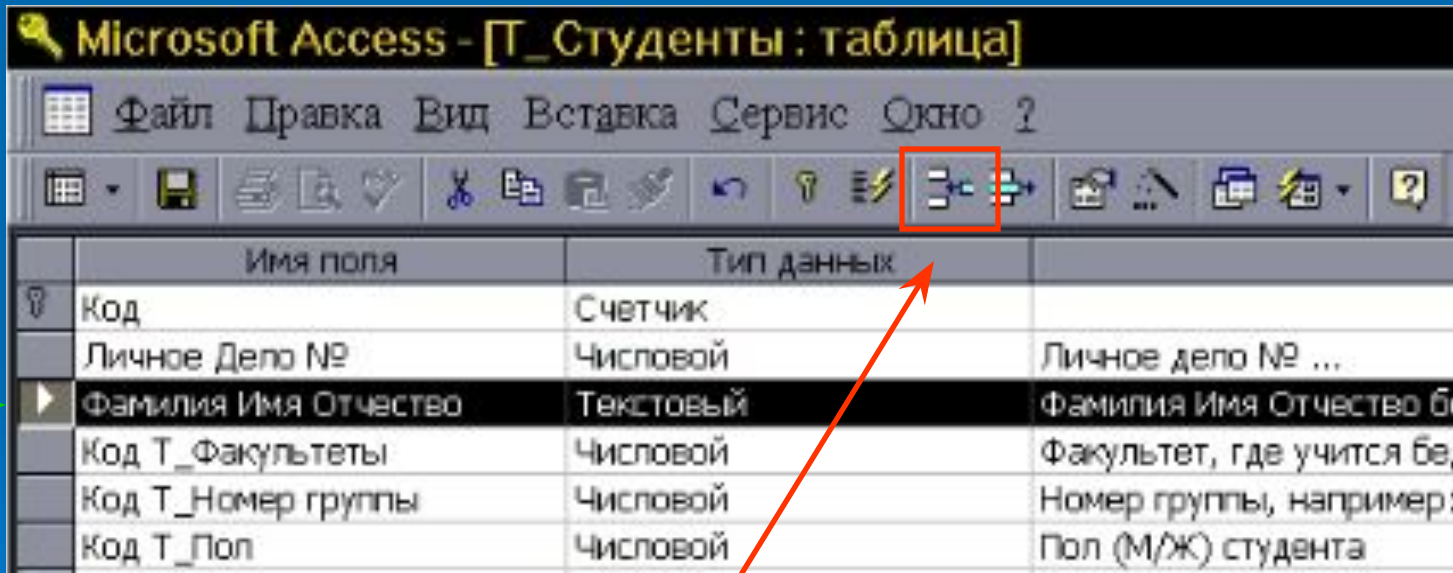 Microsoft Access - [Т_Студенты : таблица]
Файл Правка Вид Вставка Сервис Окно ?
Имя поля Тип данных
Код Счетчик
Личное Дело № Числовой Личное дело № ...
Фамилия Имя Отчество Текстовый Фамилия Имя Отчество
Код Т_Факультеты Числовой Факультет, где учится
Код Т_Номер группы Числовой Номер группы, например:
Код Т_Пол Числовой Пол (М/Ж) студента